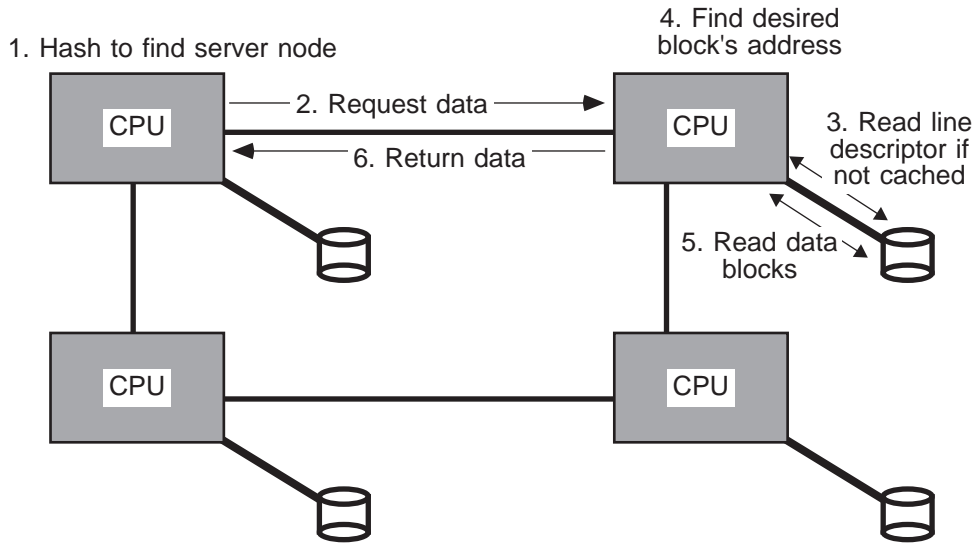 1. Hash to find server node
4. Find desired
block's address
CPU
2. Request data
CPU
6. Return data
3. Read line
descriptor if
not cached
5. Read data
blocks
CPU
CPU